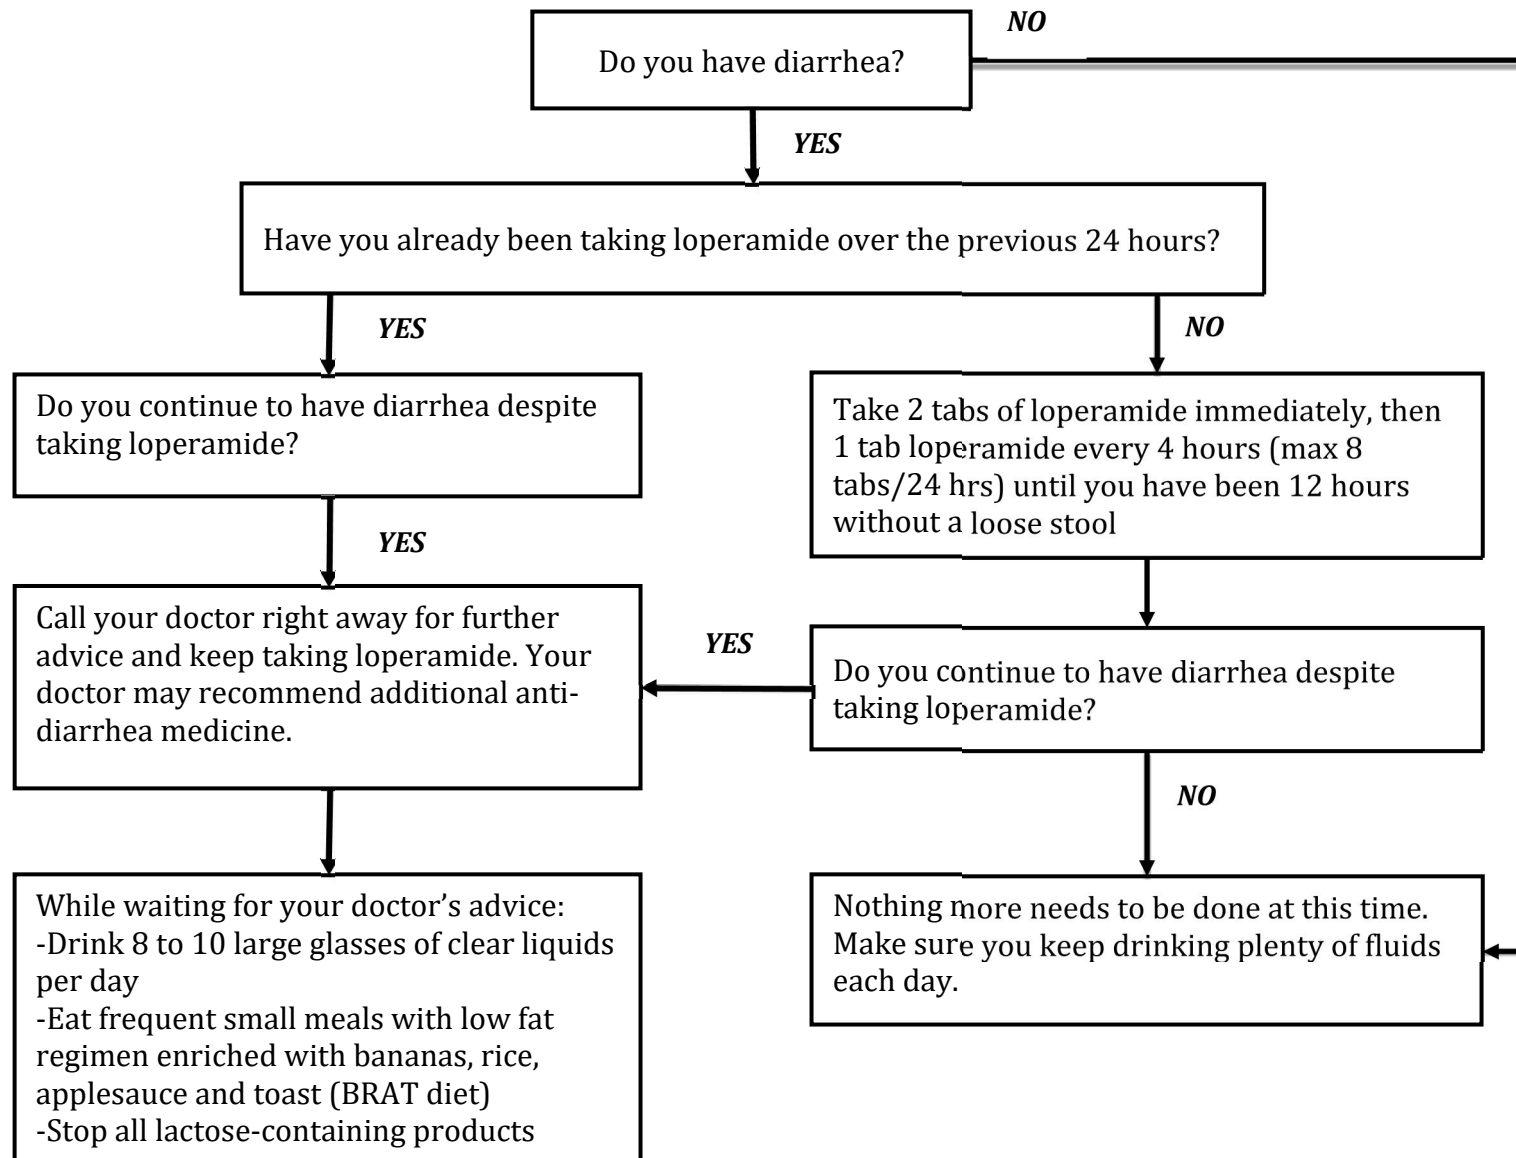 Do you have diarrhea?
NO
YES
Have you already been taking loperamide over the previous 24 hours?
YES
NO
Do you continue to have diarrhea despite
taking loperamide?
Take 2 tabs of loperamide immediately, then
1 tab loperamide every 4 hours (max 8
tabs/24 hrs) until you have been 12 hours
without a loose stool
YES
Call your doctor right away for further
advice and keep taking loperamide. Your
doctor may recommend additional anti-
diarrhea medicine.
YES
Do you continue to have diarrhea despite
taking loperamide?
NO
While waiting for your doctor’s advice:
-Drink 8 to 10 large glasses of clear liquids
per day
-Eat frequent small meals with low fat
regimen enriched with bananas, rice,
applesauce and toast (BRAT diet)
-Stop all lactose-containing products
Nothing more needs to be done at this time.
Make sure you keep drinking plenty of fluids
each day.